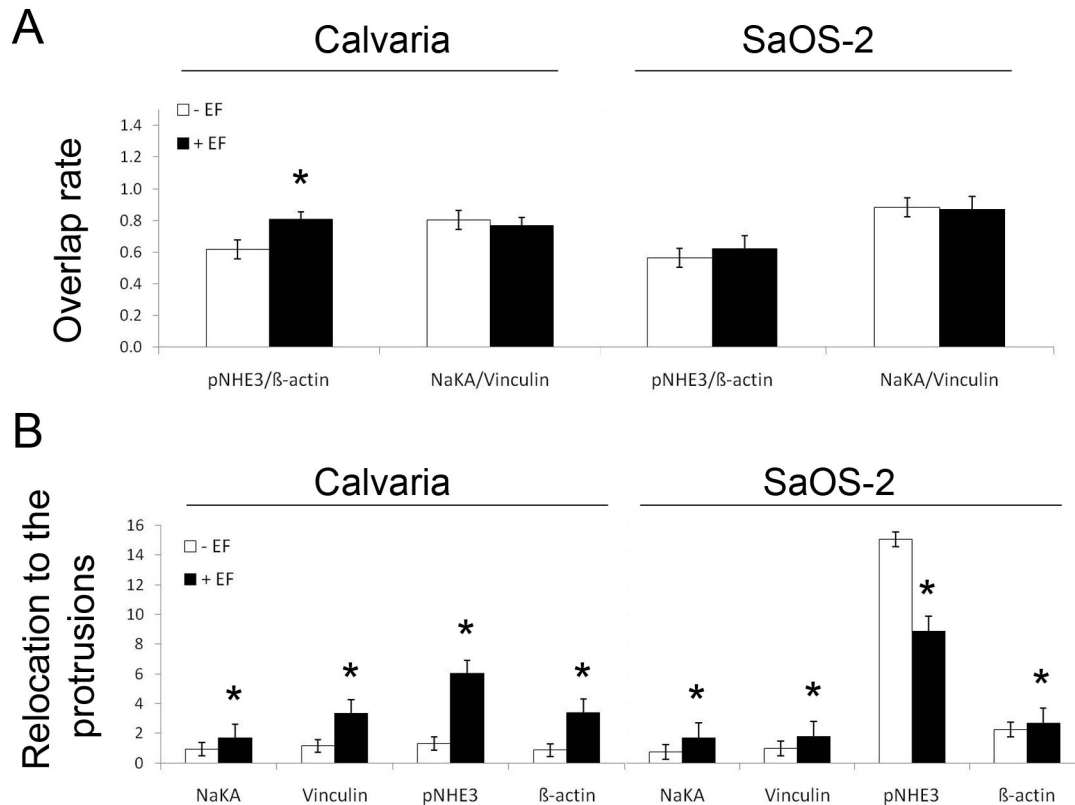 A
Calvaria SaOS-2
- EF
+ EF
Overlap rate
1.4
1.2
1.0
0.8
0.6
0.4
0.2
0.0
*
pNHE3/ß-actin NaKA/Vinculin pNHE3/ß-actin NaKA/Vinculin
B
Calvaria SaOS-2
- EF
+ EF
Relocation to the
protrusions
16
14
12
10
8
6
4
2
0
* * * * * * * *
NaKA Vinculin pNHE3 ß-actin NaKA Vinculin pNHE3 ß-actin